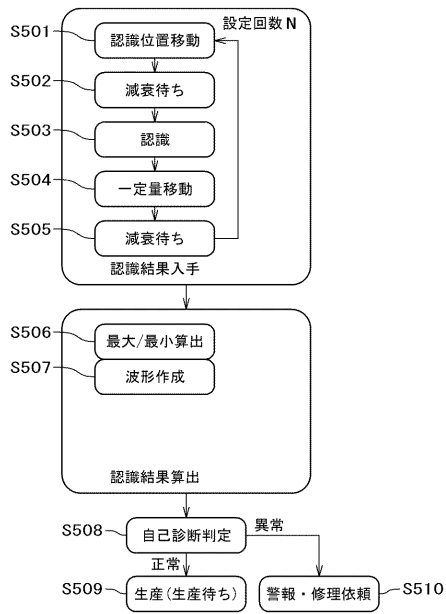 設定回数N
S501
認識位置移動
S502
減衰待ち
S503
認識
S504
一定量移動
S505
減衰待ち
認識結果入手
S506
最大/最小算出
S507
波形作成
認識結果算出
S508
自己診断判定
異常
正常
S509
生産(生産待ち)
警報・修理依頼
S510